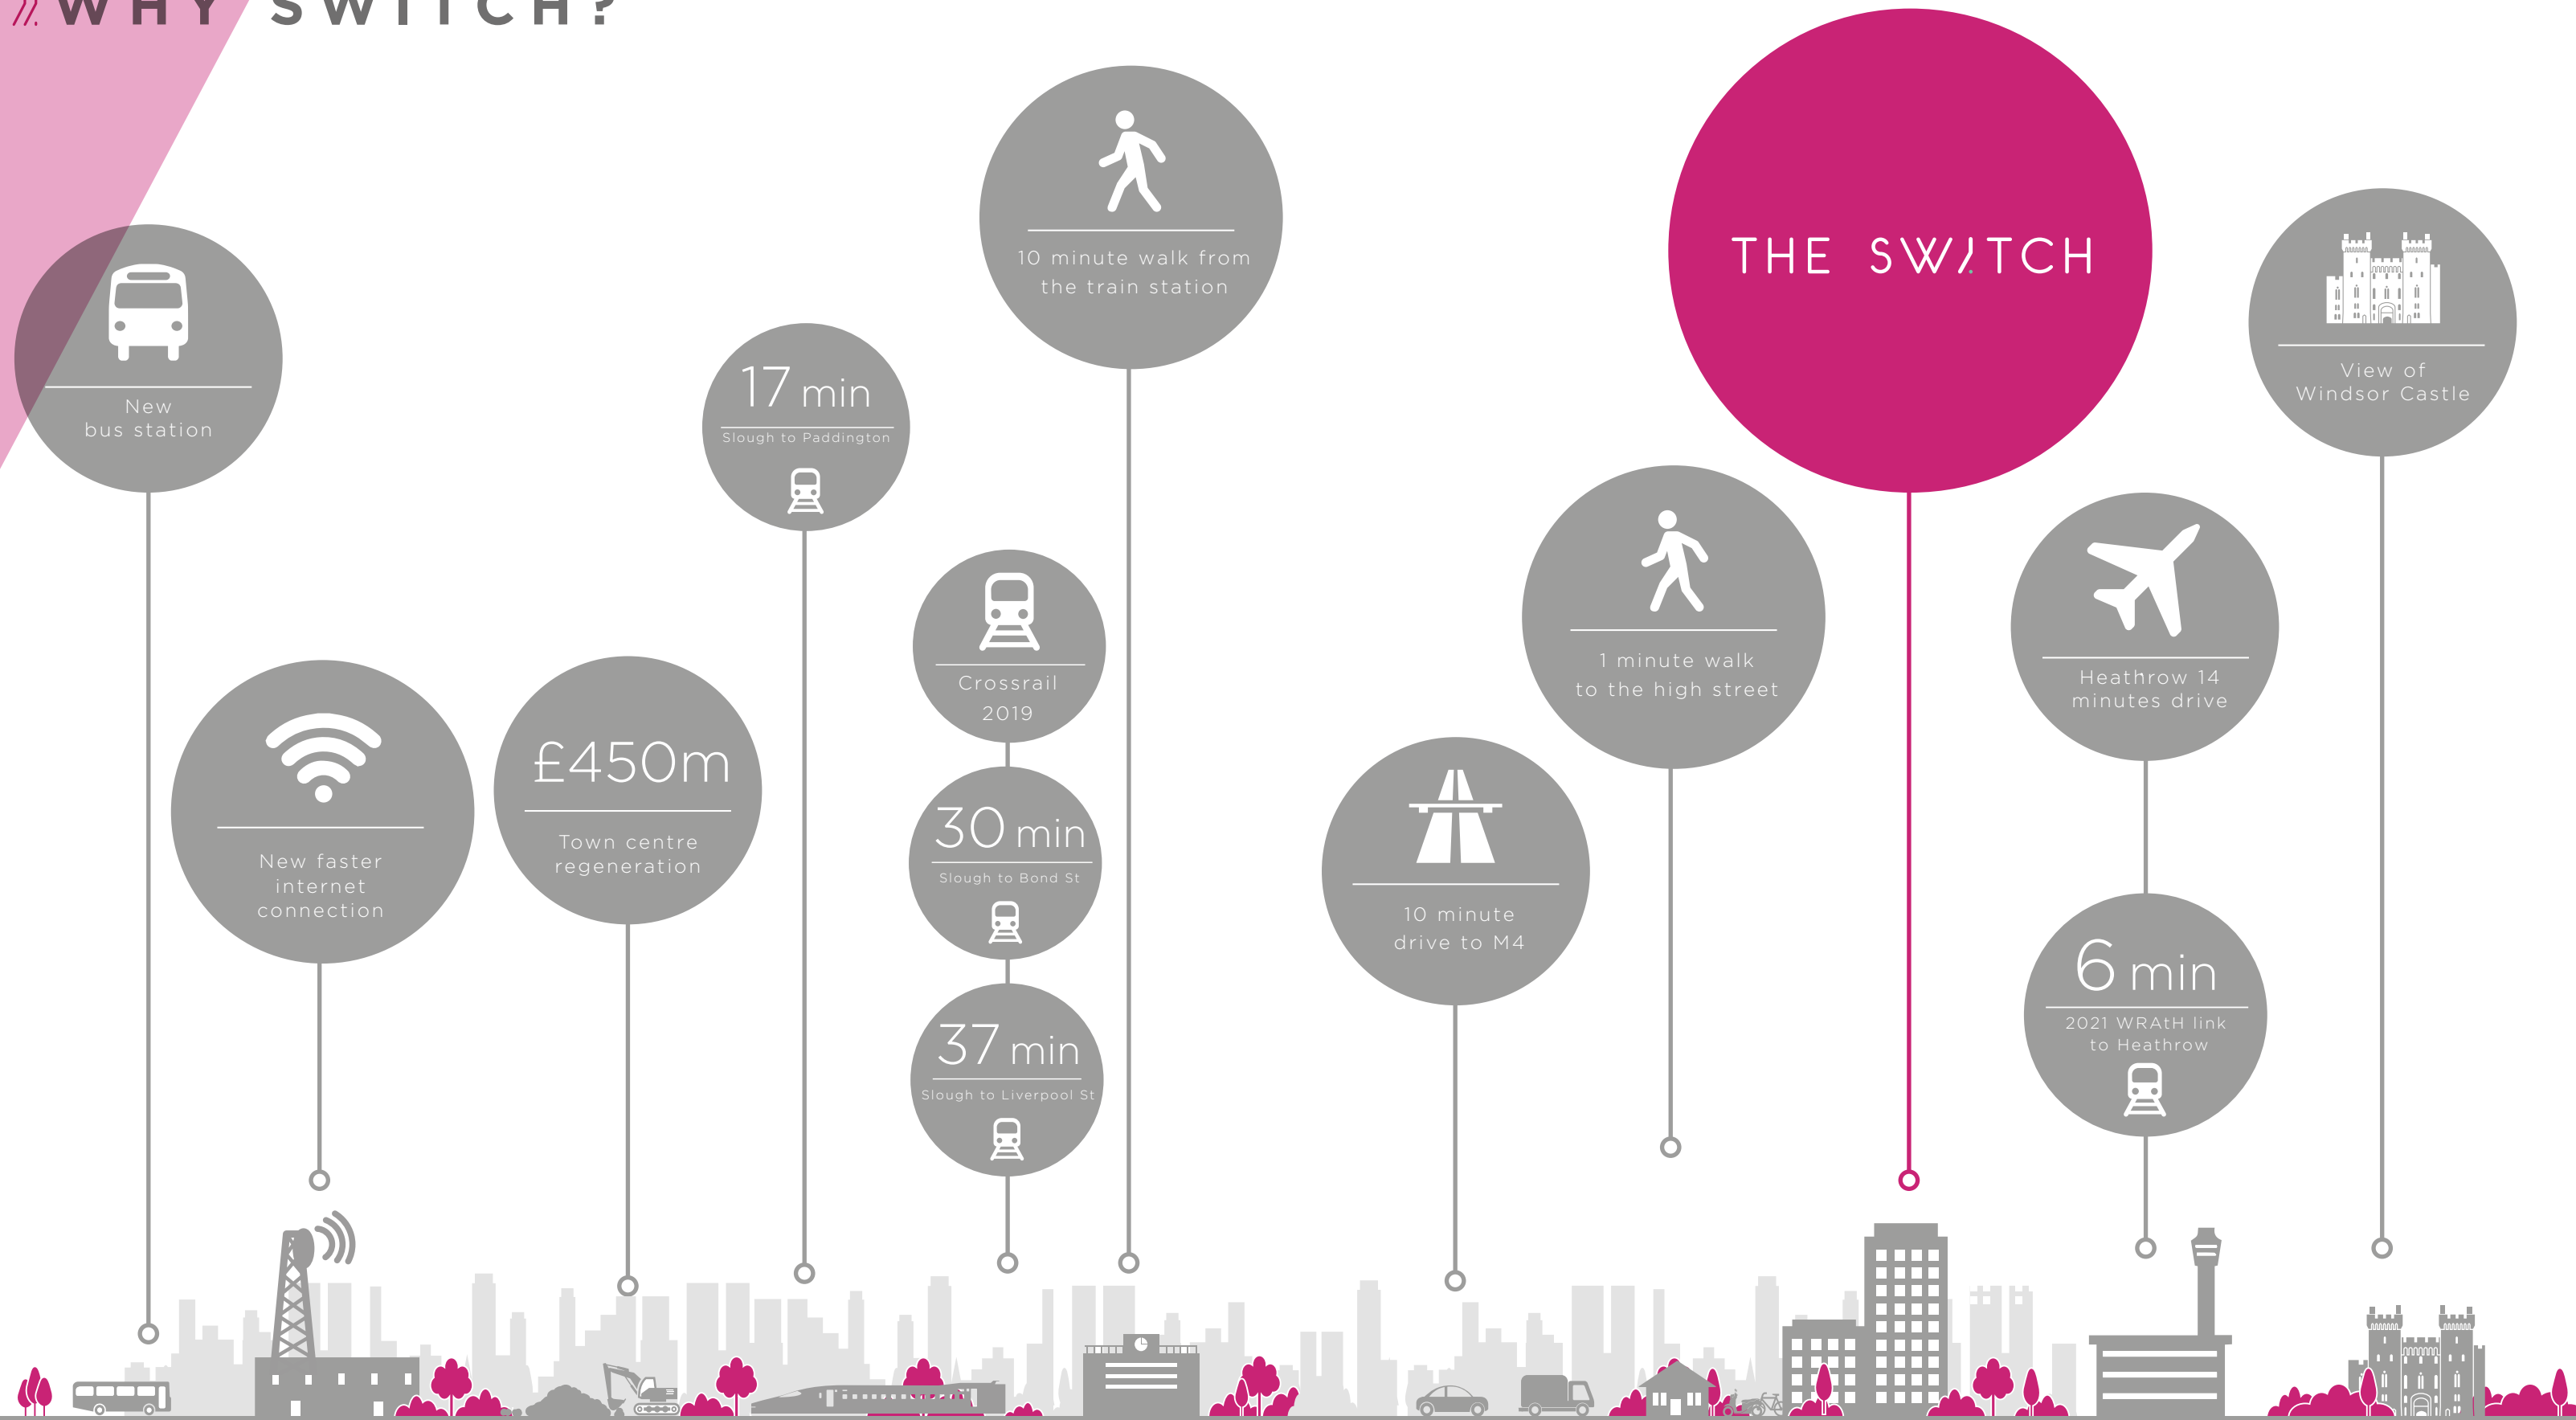 WHY SWITCH?
New
bus station
New faster
internet
connection
£450m
Town centre
regeneration
17 min
Slough to Paddington
Crossrail
2019
30 min
Slough to Bond St
37 min
Slough to Liverpool St
10 minute walk from
the train station
10 minute
drive to M4
1 minute walk
to the high street
THE SWITCH
Heathrow 14
minutes drive
6 min
2021 WRAtH link
to Heathrow
View of
Windsor Castle